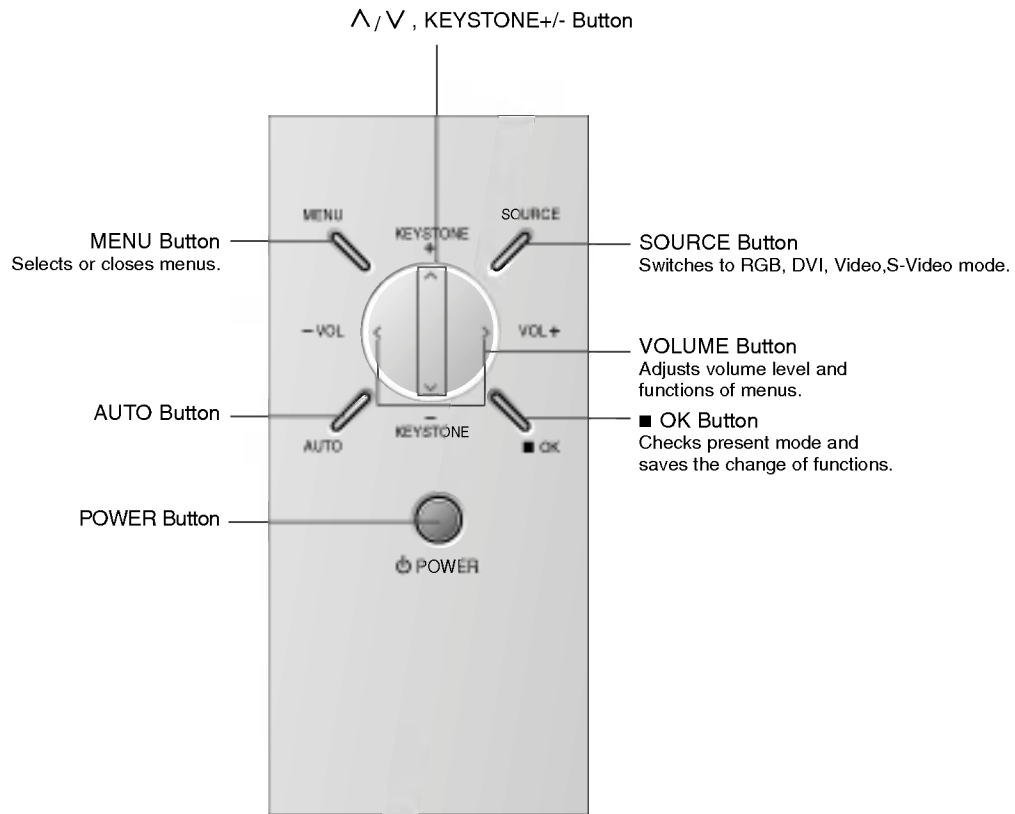 ∧/∨, KEYSTONE+/- Button
MENU
SOURCE
KEYSTONE
+
MENU Button
Selects or closes menus.
SOURCE Button
Switches to RGB, DVI, Video,S-Video mode.
−VOL
VOL+
VOLUME Button
Adjusts volume level and
functions of menus.
AUTO Button
−
KEYSTONE
AUTO
■ OK
■ OK Button
Checks present mode and
saves the change of functions.
POWER Button
⏻ POWER